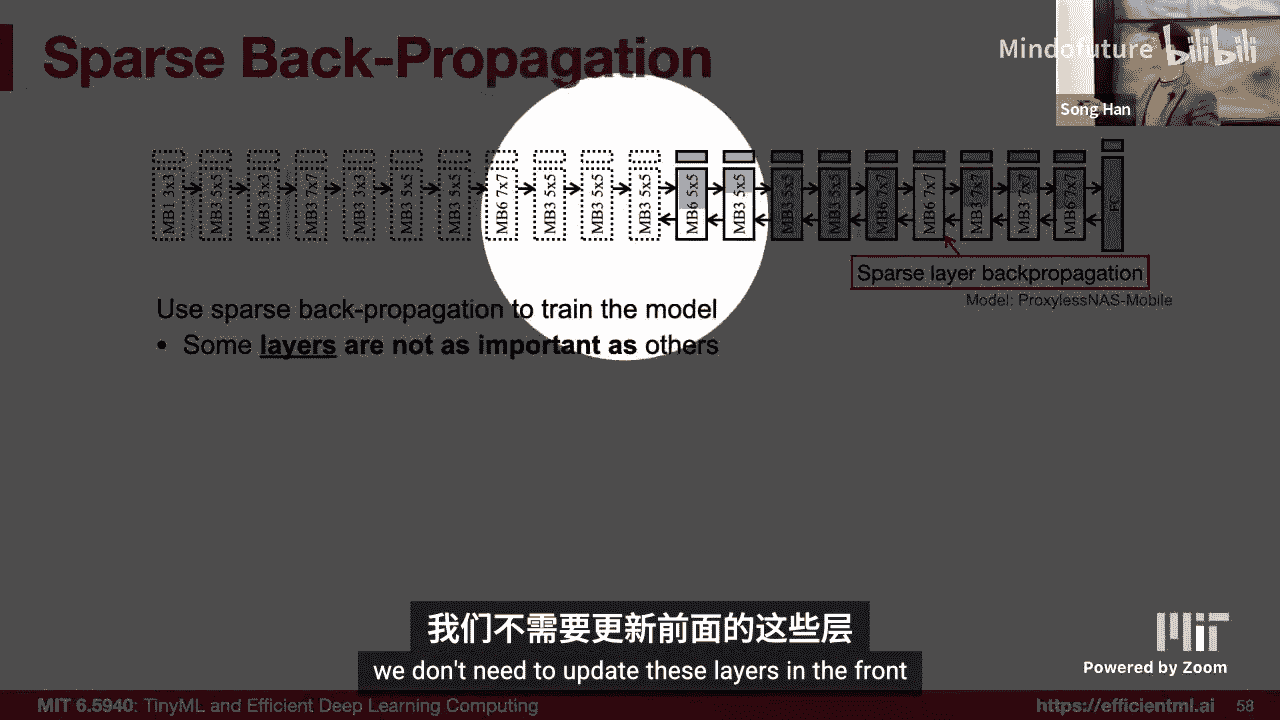 Sparse Back-Propagation
Mindofuture bilibili
Song Han
MB1 3x3
MB3 5x5
MB3 3x3
MB3 7x7
MB3 3x3
MB3 5x5
MB3 5x5
MB6 7x7
MB3 5x5
MB3 5x5
MB3 5x5
MB6 5x5
MB3 5x5
MB3 5x5
MB3 5x5
MB6 7x7
MB6 7x7
MB3 7x7
MB3 7x7
MB6 7x7
FC
Sparse layer backpropagation
Model: ProxylessNAS-Mobile
Use sparse back-propagation to train the model
• Some layers are not as important as others
我们不需要更新前面的这些层
we don't need to update these layers in the front
MIT
Powered by Zoom
MIT 6.5940: TinyML and Efficient Deep Learning Computing
https://efficientml.ai 58